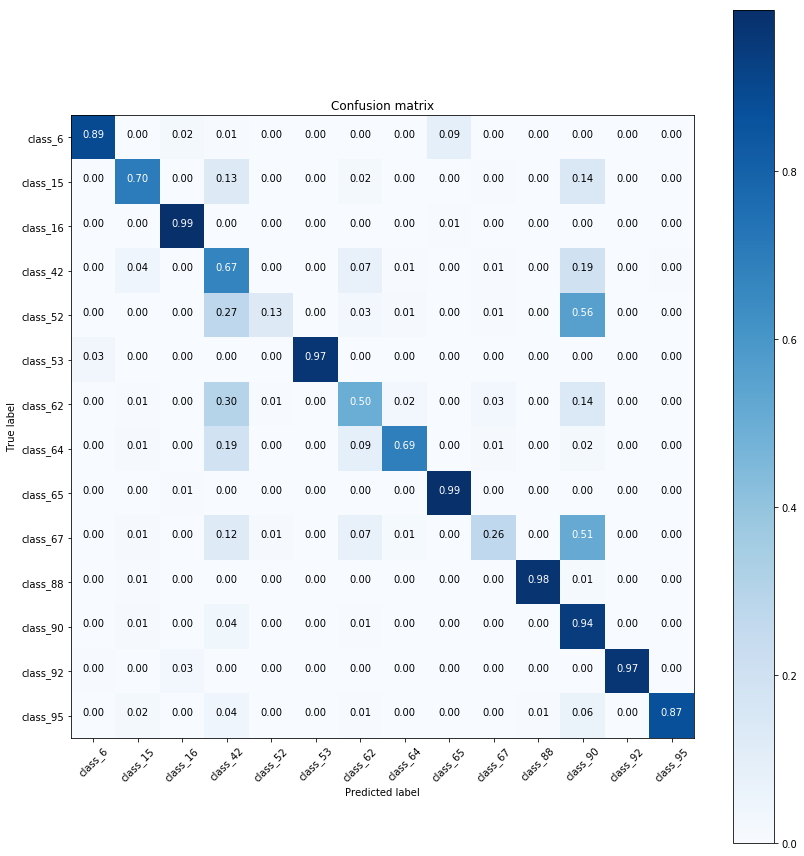 Confusion matrix
class_6 0.89 0.00 0.02 0.01 0.00 0.00 0.00 0.00 0.09 0.00 0.00 0.00 0.00 0.00
class_15 0.00 0.70 0.00 0.13 0.00 0.00 0.02 0.00 0.00 0.00 0.00 0.14 0.00 0.00
class_16 0.00 0.00 0.99 0.00 0.00 0.00 0.00 0.00 0.01 0.00 0.00 0.00 0.00 0.00
class_42 0.00 0.04 0.00 0.67 0.00 0.00 0.07 0.01 0.00 0.01 0.00 0.19 0.00 0.00
class_52 0.00 0.00 0.00 0.27 0.13 0.00 0.03 0.01 0.00 0.01 0.00 0.56 0.00 0.00
class_53 0.03 0.00 0.00 0.00 0.00 0.97 0.00 0.00 0.00 0.00 0.00 0.00 0.00 0.00
class_62 0.00 0.01 0.00 0.30 0.01 0.00 0.50 0.02 0.00 0.03 0.00 0.14 0.00 0.00
class_64 0.00 0.01 0.00 0.19 0.00 0.00 0.09 0.69 0.00 0.01 0.00 0.02 0.00 0.00
class_65 0.00 0.00 0.01 0.00 0.00 0.00 0.00 0.00 0.99 0.00 0.00 0.00 0.00 0.00
class_67 0.00 0.01 0.00 0.12 0.01 0.00 0.07 0.01 0.00 0.26 0.00 0.51 0.00 0.00
class_88 0.00 0.01 0.00 0.00 0.00 0.00 0.00 0.00 0.00 0.00 0.98 0.01 0.00 0.00
class_90 0.00 0.01 0.00 0.04 0.00 0.00 0.01 0.00 0.00 0.00 0.00 0.94 0.00 0.00
class_92 0.00 0.00 0.03 0.00 0.00 0.00 0.00 0.00 0.00 0.00 0.00 0.00 0.97 0.00
class_95 0.00 0.02 0.00 0.04 0.00 0.00 0.01 0.00 0.00 0.00 0.01 0.06 0.00 0.87
True label
class_6 class_15 class_16 class_42 class_52 class_53 class_62 class_64 class_65 class_67 class_88 class_90 class_92 class_95
Predicted label
0.8
0.6
0.4
0.2
0.0